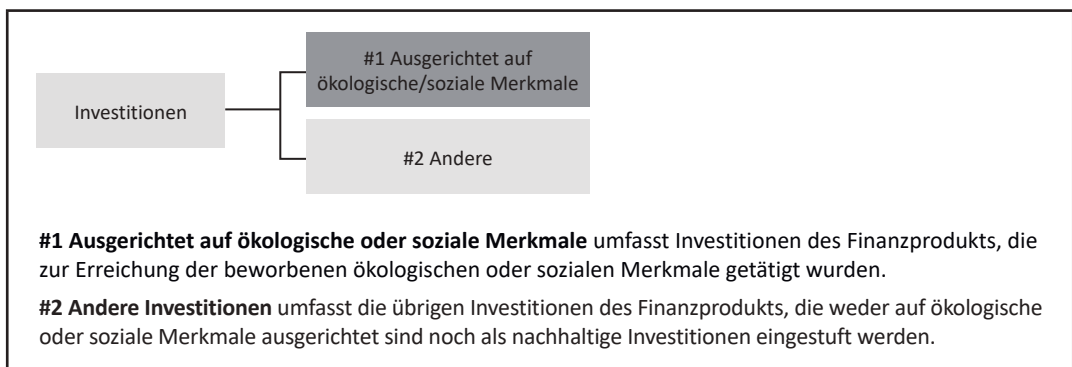 #1 Ausgerichtet auf
ökologische/soziale Merkmale
Investitionen
#2 Andere
#1 Ausgerichtet auf ökologische oder soziale Merkmale umfasst Investitionen des Finanzprodukts, die
zur Erreichung der beworbenen ökologischen oder sozialen Merkmale getätigt wurden.
#2 Andere Investitionen umfasst die übrigen Investitionen des Finanzprodukts, die weder auf ökologische
oder soziale Merkmale ausgerichtet sind noch als nachhaltige Investitionen eingestuft werden.